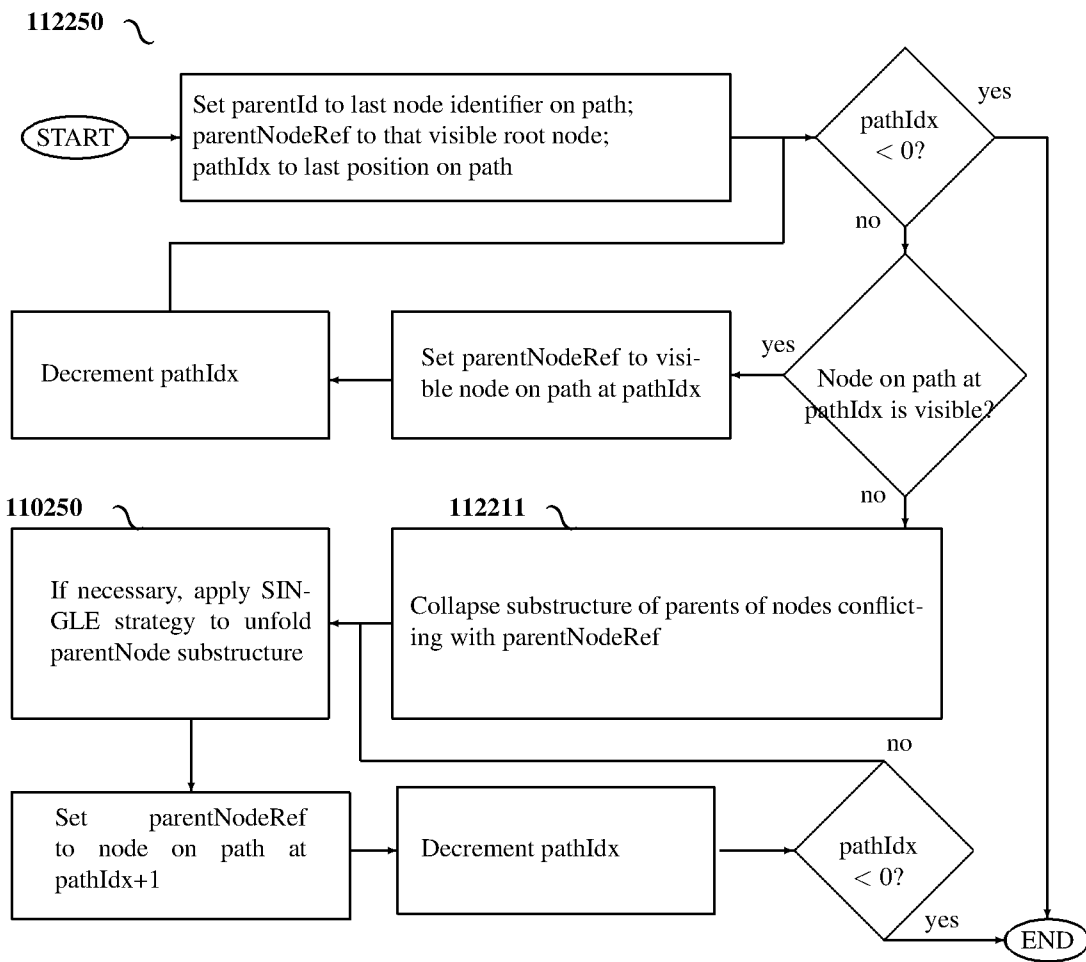 112250
START
Set parentId to last node identifier on path;
parentNodeRef to that visible root node;
pathIdx to last position on path
pathIdx
< 0?
yes
no
Decrement pathIdx
Set parentNodeRef to visi-
ble node on path at pathIdx
yes
Node on path at
pathIdx is visible?
no
110250
112211
If necessary, apply SIN-
GLE strategy to unfold
parentNode substructure
Collapse substructure of parents of nodes conflict-
ing with parentNodeRef
no
Set parentNodeRef
to node on path at
pathIdx+1
Decrement pathIdx
pathIdx
< 0?
yes
END